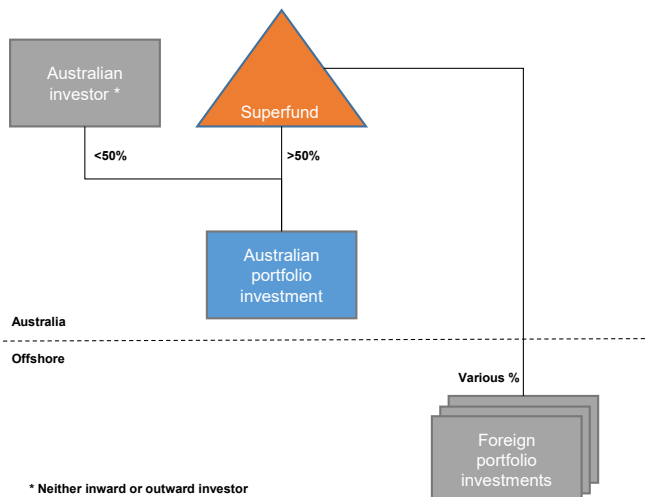 Australian
investor *
Superfund
<50%
>50%
Australian
portfolio
investment
Australia
Offshore
Various %
Foreign
portfolio
investments
* Neither inward or outward investor